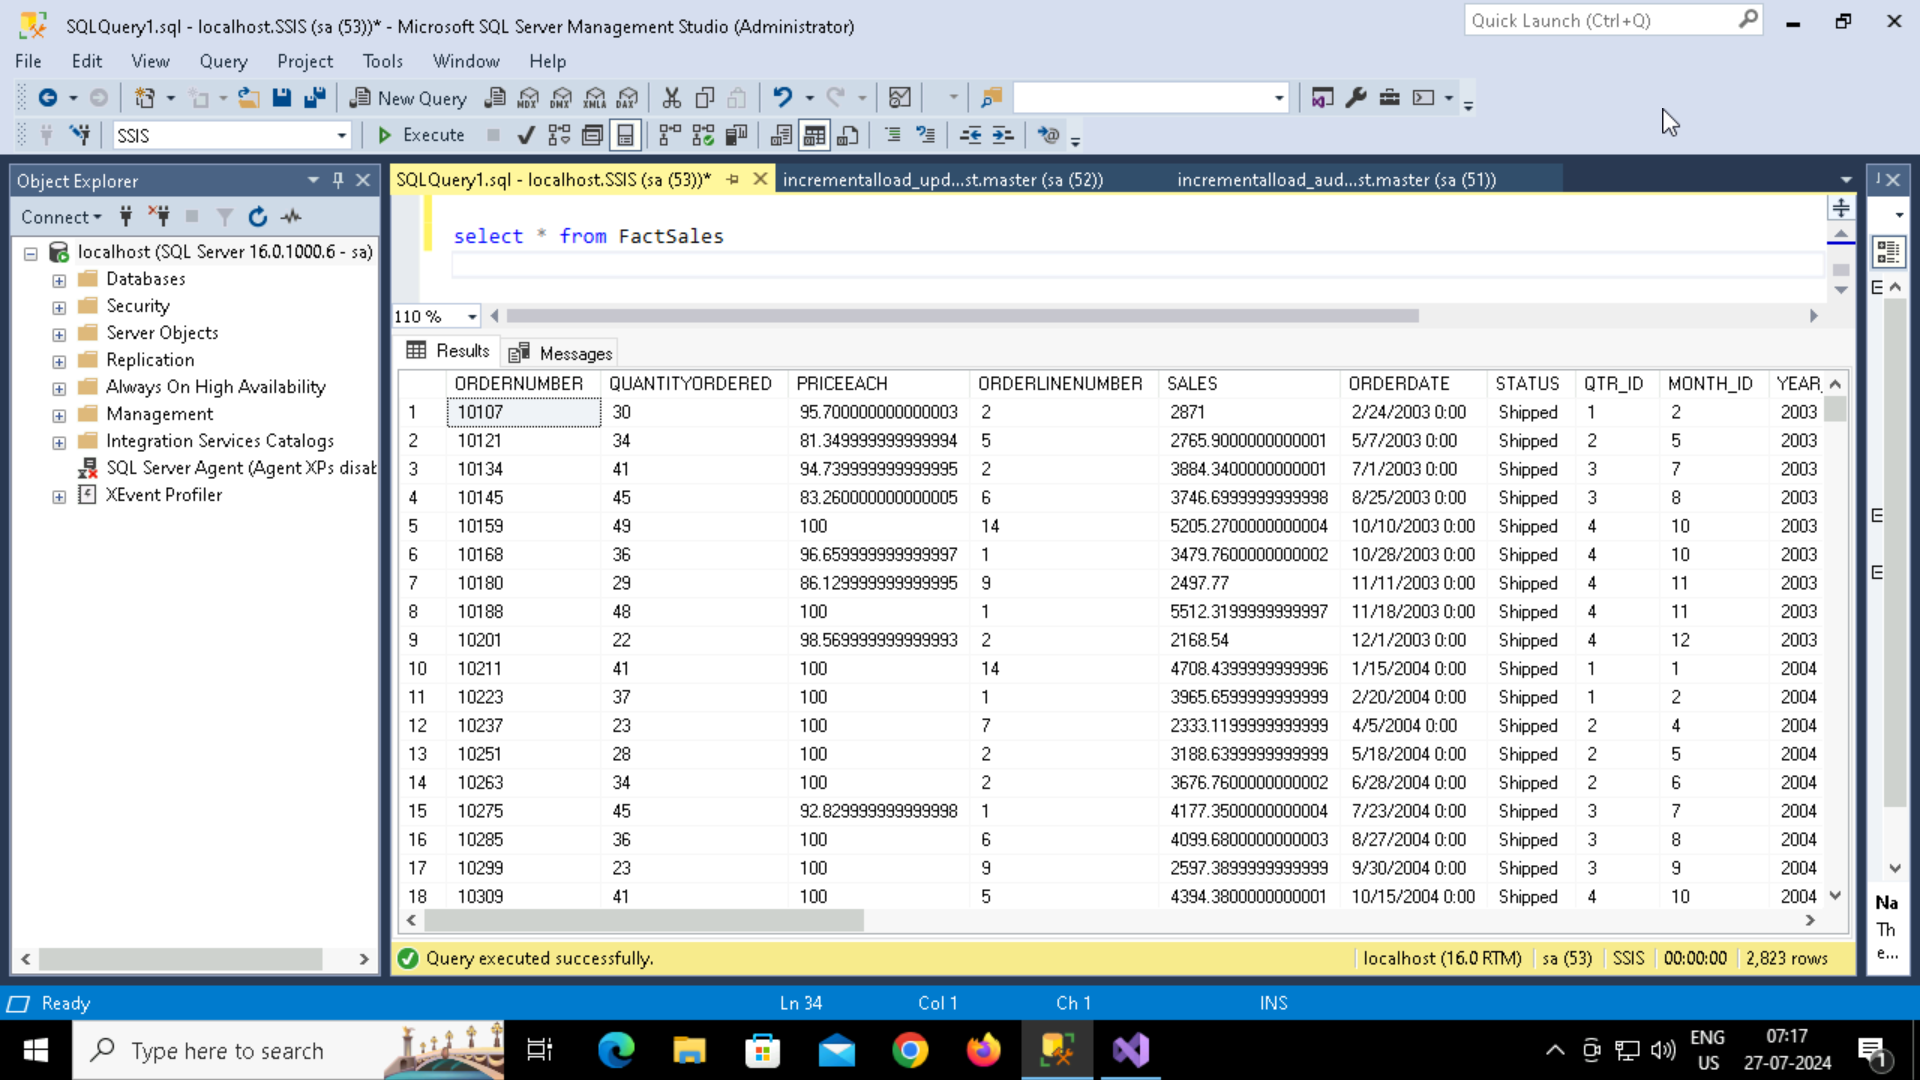 SQLQuery1.sql - localhost.SSIS (sa (53))* - Microsoft SQL Server Management Studio (Administrator)
Quick Launch (Ctrl+Q)
File Edit View Query Project Tools Window Help
New Query MDX DMX XMLA DAX
SSIS Execute
Object Explorer
SQLQuery1.sql - localhost.SSIS (sa (53))* incrementalload_upd...st.master (sa (52)) incrementalload_aud...st.master (sa (51))
Connect
localhost (SQL Server 16.0.1000.6 - sa)
Databases
Security
Server Objects
Replication
Always On High Availability
Management
Integration Services Catalogs
SQL Server Agent (Agent XPs disab
XEvent Profiler
select * from FactSales
110 %
Results Messages
ORDERNUMBER QUANTITYORDERED PRICEEACH ORDERLINENUMBER SALES ORDERDATE STATUS QTR_ID MONTH_ID YEAR_
1 10107 30 95.700000000000003 2 2871 2/24/2003 0:00 Shipped 1 2 2003
2 10121 34 81.349999999999994 5 2765.9000000000001 5/7/2003 0:00 Shipped 2 5 2003
3 10134 41 94.739999999999995 2 3884.3400000000001 7/1/2003 0:00 Shipped 3 7 2003
4 10145 45 83.260000000000005 6 3746.6999999999998 8/25/2003 0:00 Shipped 3 8 2003
5 10159 49 100 14 5205.2700000000004 10/10/2003 0:00 Shipped 4 10 2003
6 10168 36 96.659999999999997 1 3479.7600000000002 10/28/2003 0:00 Shipped 4 10 2003
7 10180 29 86.129999999999995 9 2497.77 11/11/2003 0:00 Shipped 4 11 2003
8 10188 48 100 1 5512.3199999999997 11/18/2003 0:00 Shipped 4 11 2003
9 10201 22 98.569999999999993 2 2168.54 12/1/2003 0:00 Shipped 4 12 2003
10 10211 41 100 14 4708.4399999999996 1/15/2004 0:00 Shipped 1 1 2004
11 10223 37 100 1 3965.6599999999999 2/20/2004 0:00 Shipped 1 2 2004
12 10237 23 100 7 2333.1199999999999 4/5/2004 0:00 Shipped 2 4 2004
13 10251 28 100 2 3188.6399999999999 5/18/2004 0:00 Shipped 2 5 2004
14 10263 34 100 2 3676.7600000000002 6/28/2004 0:00 Shipped 2 6 2004
15 10275 45 92.829999999999998 1 4177.3500000000004 7/23/2004 0:00 Shipped 3 7 2004
16 10285 36 100 6 4099.6800000000003 8/27/2004 0:00 Shipped 3 8 2004
17 10299 23 100 9 2597.3899999999999 9/30/2004 0:00 Shipped 3 9 2004
18 10309 41 100 5 4394.3800000000001 10/15/2004 0:00 Shipped 4 10 2004
Na
Th
e...
Query executed successfully. localhost (16.0 RTM) sa (53) SSIS 00:00:00 2,823 rows
Ready Ln 34 Col 1 Ch 1 INS
Type here to search
ENG
US
07:17
27-07-2024
1